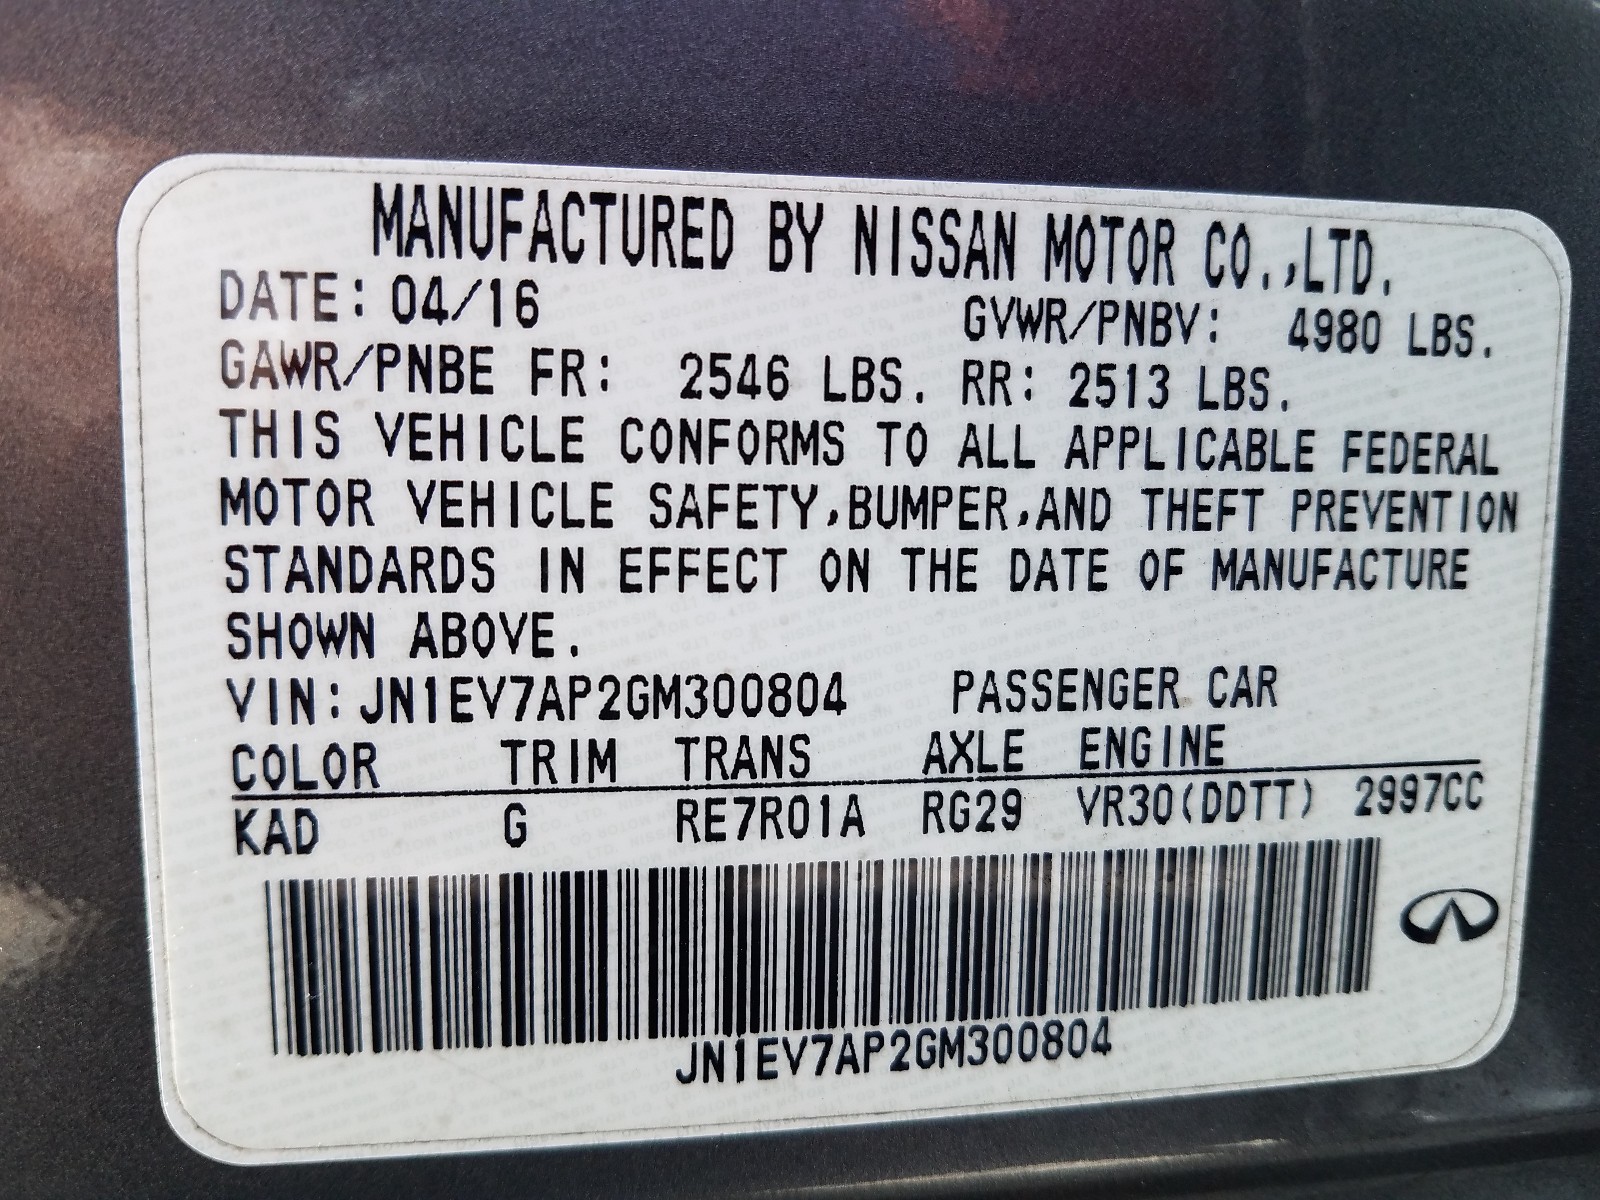 MANUFACTURED BY NISSAN MOTOR CO.,LTD.
DATE: 04/16 GVWR/PNBV: 4980 LBS.
GAWR/PNBE FR: 2546 LBS. RR: 2513 LBS.
THIS VEHICLE CONFORMS TO ALL APPLICABLE FEDERAL
MOTOR VEHICLE SAFETY,BUMPER,AND THEFT PREVENTION
STANDARDS IN EFFECT ON THE DATE OF MANUFACTURE
SHOWN ABOVE.
VIN:JN1EV7AP2GM300804 PASSENGER CAR
COLOR TRIM TRANS AXLE ENGINE
KAD G RE7R01A RG29 VR30(DDTT) 2997CC
JN1EV7AP2GM300804